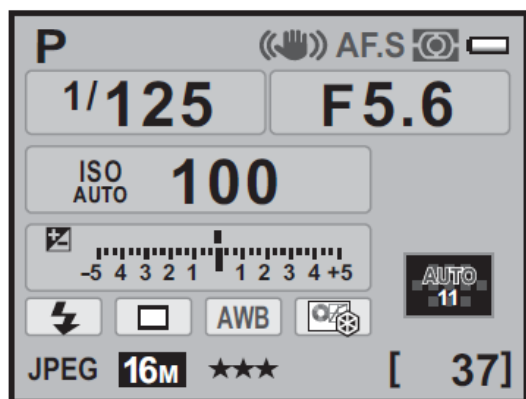 P AF.S
1/125 F5.6
ISO AUTO 100
-5 4 3 2 1 1 2 3 4 +5
AUTO 11
AWB
JPEG 16M ★★★ [ 37]